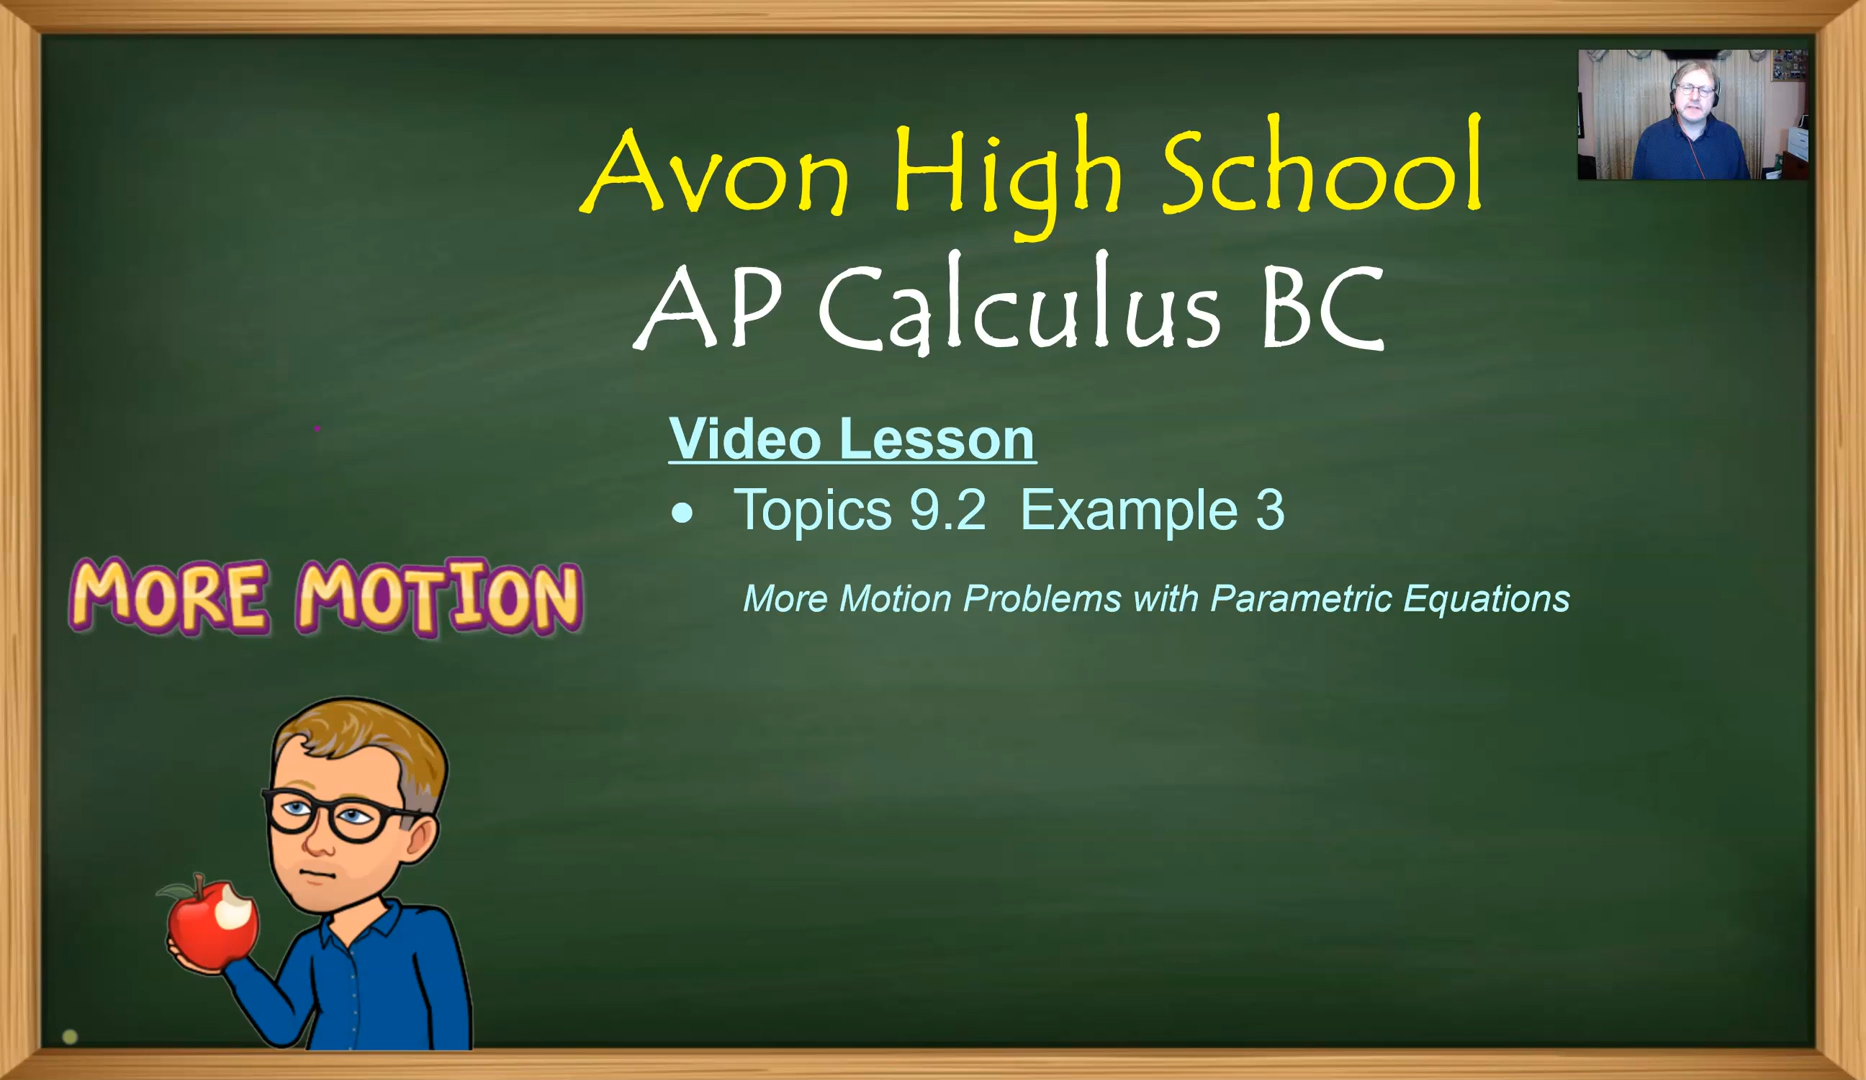 Avon High School
AP Calculus BC
Video Lesson
• Topics 9.2 Example 3
More Motion Problems with Parametric Equations
MORE MOTION